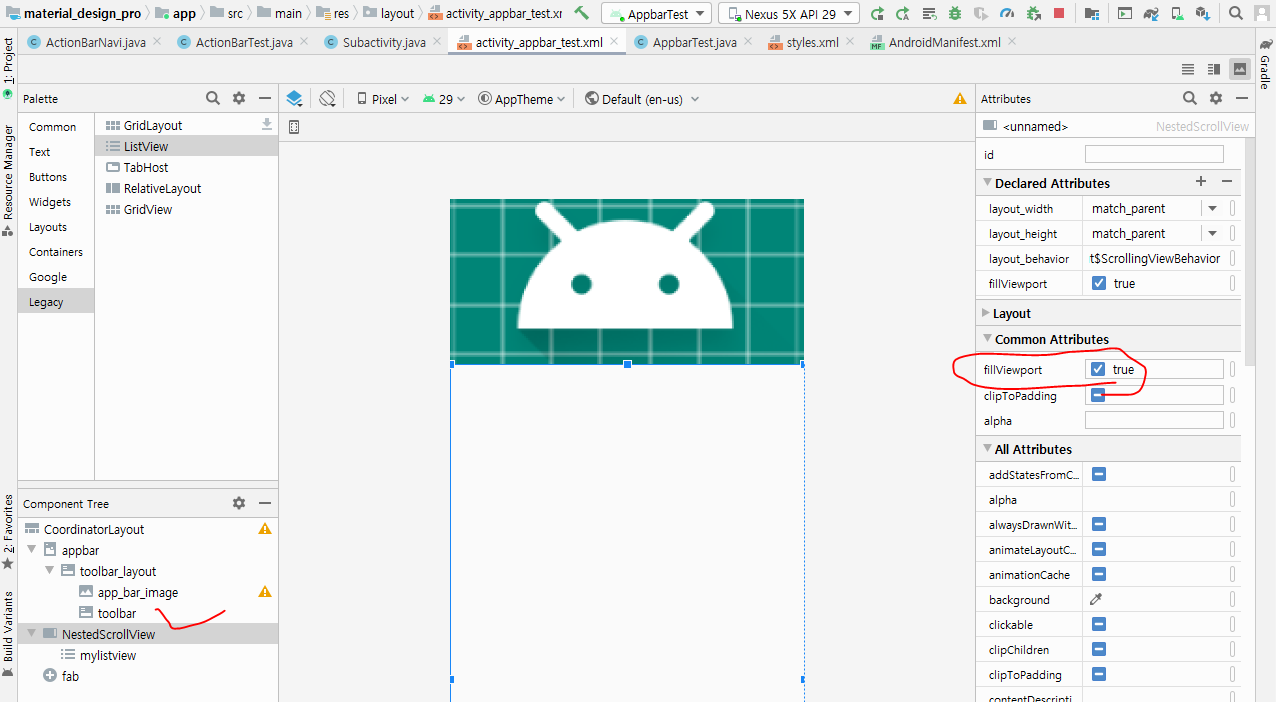 material_design_pro app src main res layout activity_appbar_test.xml AppbarTest Nexus 5X API 29
ActionBarNavi.java ActionBarTest.java Subactivity.java activity_appbar_test.xml AppbarTest.java styles.xml AndroidManifest.xml
1: Project
Resource Manager
2: Favorites
Build Variants
Gradle
Palette
Common
Text
Buttons
Widgets
Layouts
Containers
Google
Legacy
GridLayout
ListView
TabHost
RelativeLayout
GridView
Pixel 29 AppTheme Default (en-us)
Component Tree
CoordinatorLayout
appbar
toolbar_layout
app_bar_image
toolbar
NestedScrollView
mylistview
fab
Attributes
<unnamed> NestedScrollView
id
Declared Attributes
layout_width match_parent
layout_height match_parent
layout_behavior t$ScrollingViewBehavior
fillViewport true
Layout
Common Attributes
fillViewport true
clipToPadding
alpha
All Attributes
addStatesFromC...
alpha
alwaysDrawnWit...
animateLayoutC...
animationCache
background
clickable
clipChildren
clipToPadding
contentDescripti